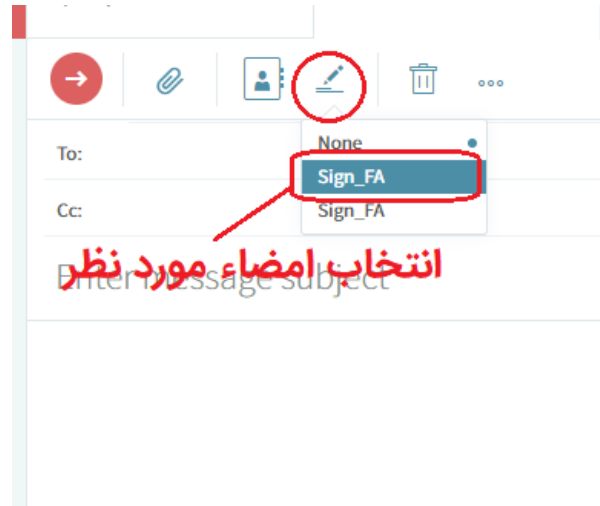 To:
None
Sign_FA
Cc:
Sign_FA
انتخاب امضاء مورد نظر
Enter message subject